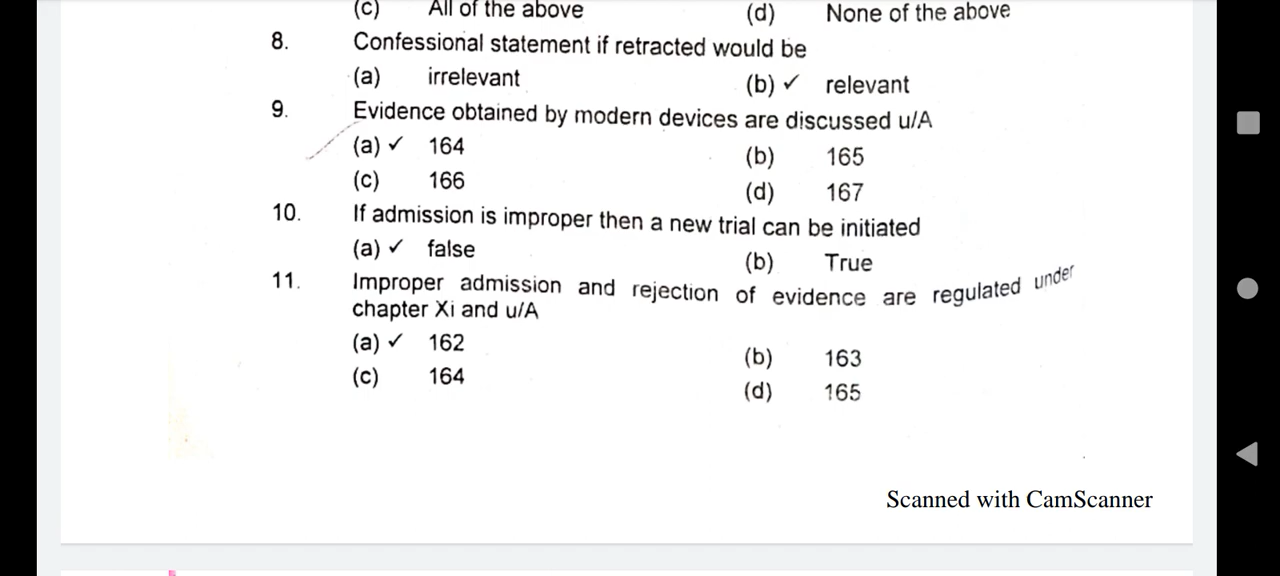 (c) All of the above (d) None of the above
8. Confessional statement if retracted would be
(a) irrelevant (b) ✓ relevant
9. Evidence obtained by modern devices are discussed u/A
(a) ✓ 164 (b) 165
(c) 166 (d) 167
10. If admission is improper then a new trial can be initiated
(a) ✓ false (b) True
11. Improper admission and rejection of evidence are regulated under
chapter Xi and u/A
(a) ✓ 162 (b) 163
(c) 164 (d) 165
Scanned with CamScanner